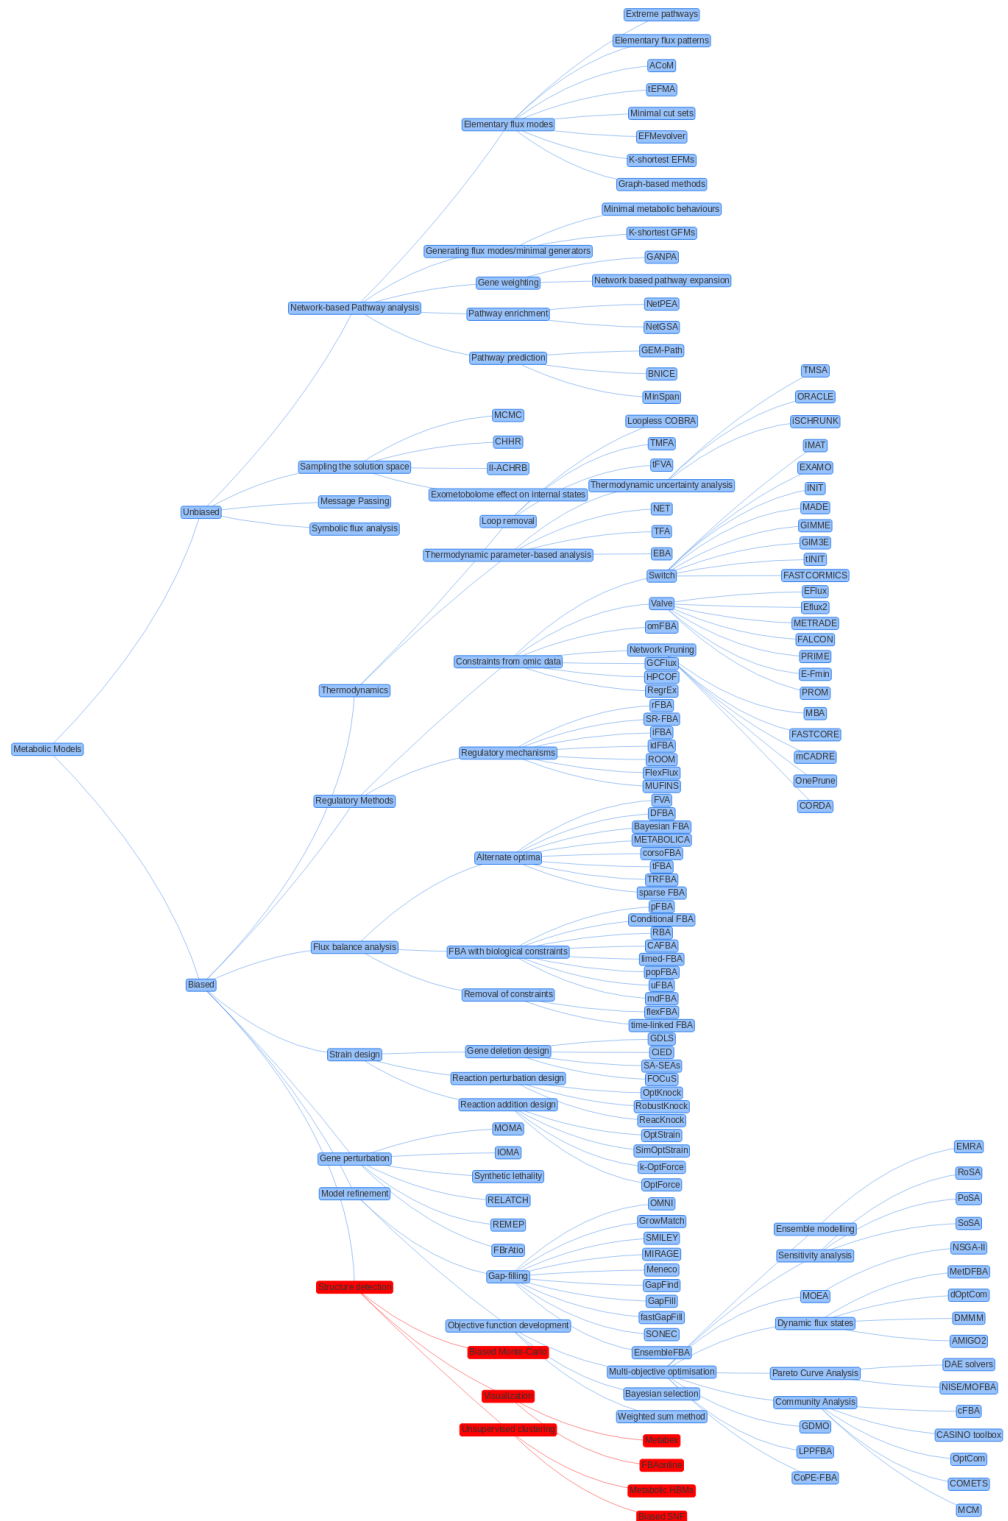 Extreme pathways
Elementary flux patterns
ACoM
tEFMA
Minimal cut sets
Elementary flux modes
EFMevolver
K-shortest EFMs
Graph-based methods
Minimal metabolic behaviours
K-shortest GFMs
Generating flux modes/minimal generators
GANPA
Gene weighting
Network based pathway expansion
NetPEA
Network-based Pathway analysis
Pathway enrichment
NetGSA
GEM-Path
Pathway prediction
BNICE
MinSpan
TMSA
ORACLE
iSCHRUNK
MCMC
Loopless COBRA
CHHR
TMFA
IMAT
Sampling the solution space
ll-ACHRB
tFVA
EXAMO
Exometobolome effect on internal states
Thermodynamic uncertainty analysis
INIT
Message Passing
NET
MADE
Unbiased
Loop removal
Symbolic flux analysis
TFA
GIMME
GIM3E
Thermodynamic parameter-based analysis
EBA
tINIT
Switch
FASTCORMICS
EFlux
Valve
Eflux2
METRADE
omFBA
FALCON
Network Pruning
PRIME
Constraints from omic data
GCFlux
HPCOF
E-Fmin
Thermodynamics
RegrEx
PROM
rFBA
MBA
SR-FBA
iFBA
FASTCORE
Metabolic Models
Regulatory mechanisms
idFBA
ROOM
mCADRE
FlexFlux
OnePrune
MUFINS
Regulatory Methods
FVA
CORDA
DFBA
Bayesian FBA
METABOLICA
Alternate optima
corsoFBA
tFBA
TRFBA
sparse FBA
pFBA
Conditional FBA
RBA
Flux balance analysis
FBA with biological constraints
CAFBA
limed-FBA
popFBA
Biased
uFBA
Removal of constraints
mdFBA
flexFBA
time-linked FBA
GDLS
Strain design
Gene deletion design
CiED
SA-SEAs
Reaction perturbation design
FOCuS
OptKnock
Reaction addition design
RobustKnock
ReacKnock
MOMA
OptStrain
IOMA
SimOptStrain
EMRA
Gene perturbation
k-OptForce
Synthetic lethality
RoSA
OptForce
Model refinement
RELATCH
OMNI
PoSA
REMEP
GrowMatch
Ensemble modelling
SoSA
FBrAtio
SMILEY
MIRAGE
Sensitivity analysis
NSGA-II
Gap-filling
Meneco
MetDFBA
Structure detection
GapFind
GapFill
MOEA
dOptCom
fastGapFill
Objective function development
Dynamic flux states
DMMM
SONEC
AMIGO2
Biased Monte-Carlo
EnsembleFBA
Multi-objective optimisation
Pareto Curve Analysis
DAE solvers
NISE/MOFBA
Visualization
Bayesian selection
Community Analysis
cFBA
Weighted sum method
Unsupervised clustering
GDMO
CASINO toolbox
LPPFBA
OptCom
CoPE-FBA
COMETS
Metabolic HBMs
MCM
Biased SNF